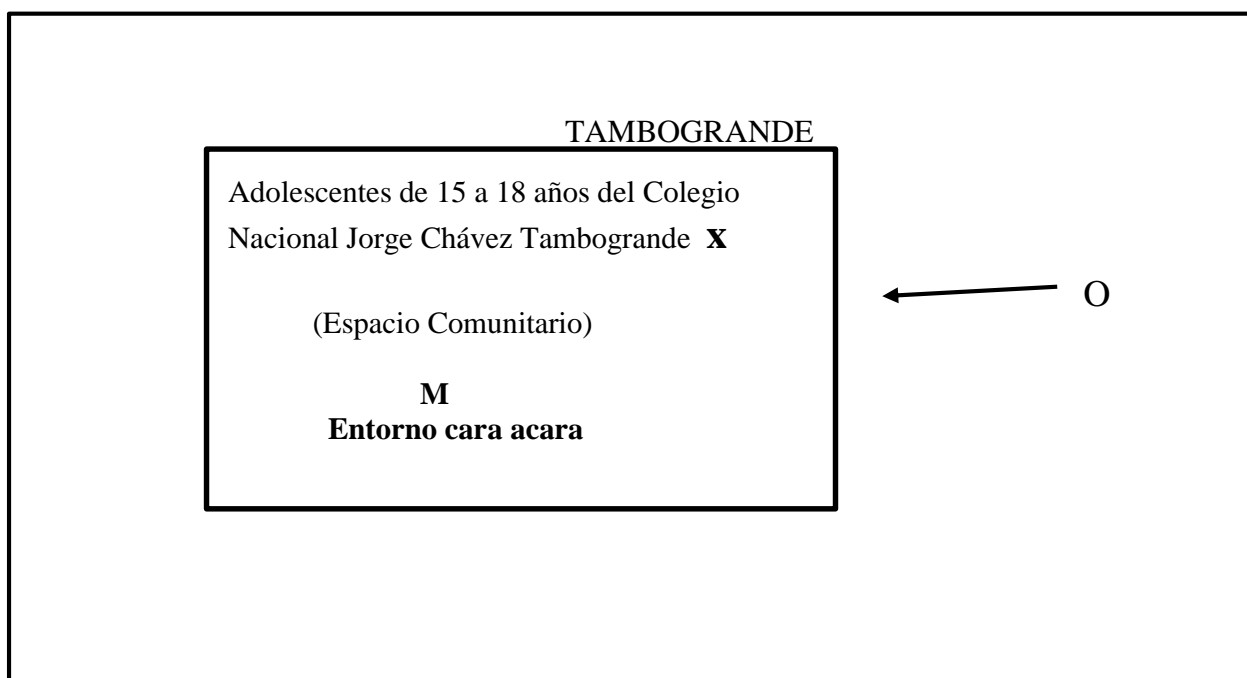 TAMBOGRANDE
Adolescentes de 15 a 18 años del Colegio
Nacional Jorge Chávez Tambogrande x
O
(Espacio Comunitario)
M
Entorno cara acara